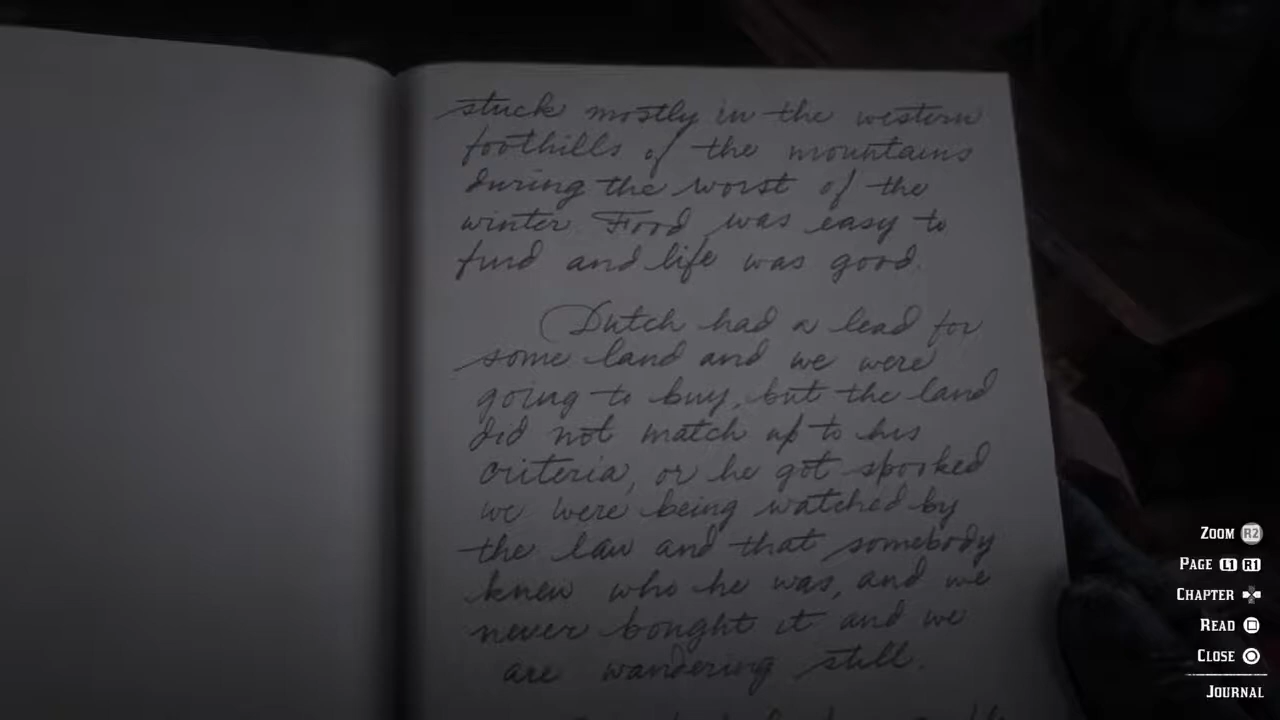 stuck mostly in the western
foothills of the mountains
during the worst of the
winter Food was easy to
find and life was good.
Dutch had a lead for
some land and we were
going to buy, but the land
did not match up to his
criteria, or he got spooked
we were being watched by
the law and that somebody
knew who he was, and we
never bought it and we
are wandering still.
ZOOM R2
PAGE L1 R1
CHAPTER
READ
CLOSE
JOURNAL